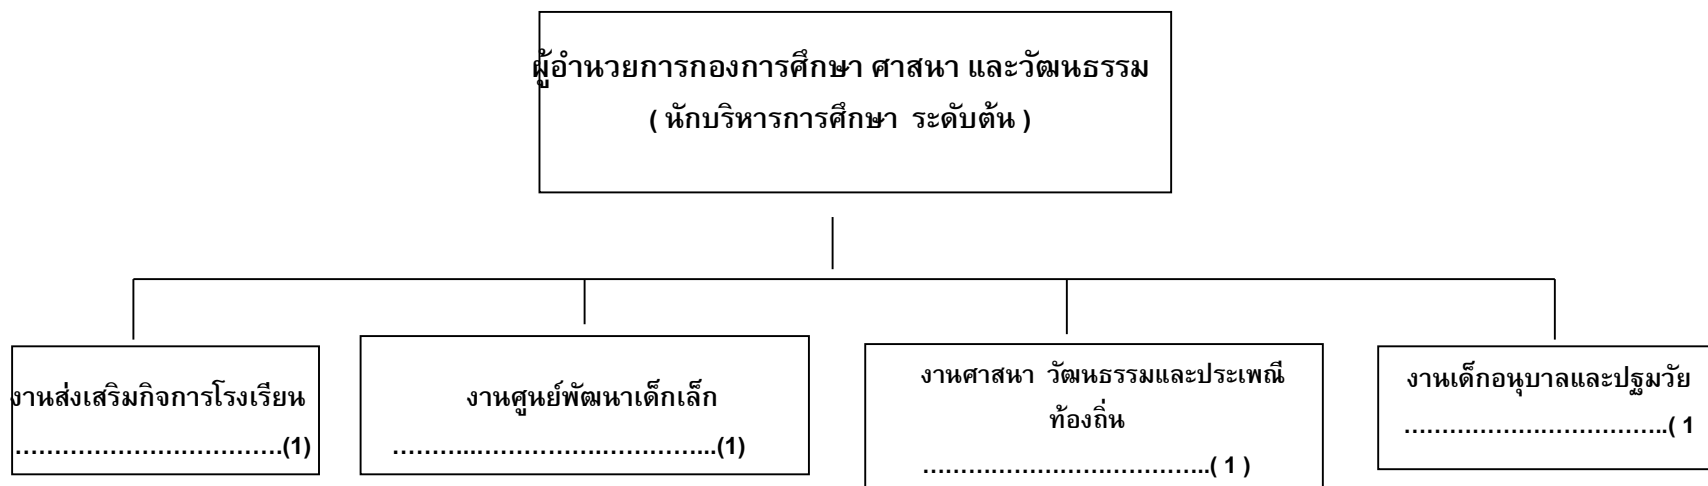 ผู้อำนวยการกองการศึกษา ศาสนา และวัฒนธรรม
( นักบริหารการศึกษา ระดับต้น )
งานส่งเสริมกิจการโรงเรียน
…………………………….(1)
งานศูนย์พัฒนาเด็กเล็ก
………...…………….…………...(1)
งานศาสนา วัฒนธรรมและประเพณี
ท้องถิ่น
………………………………..( 1 )
งานเด็กอนุบาลและปฐมวัย
……………………………..( 1